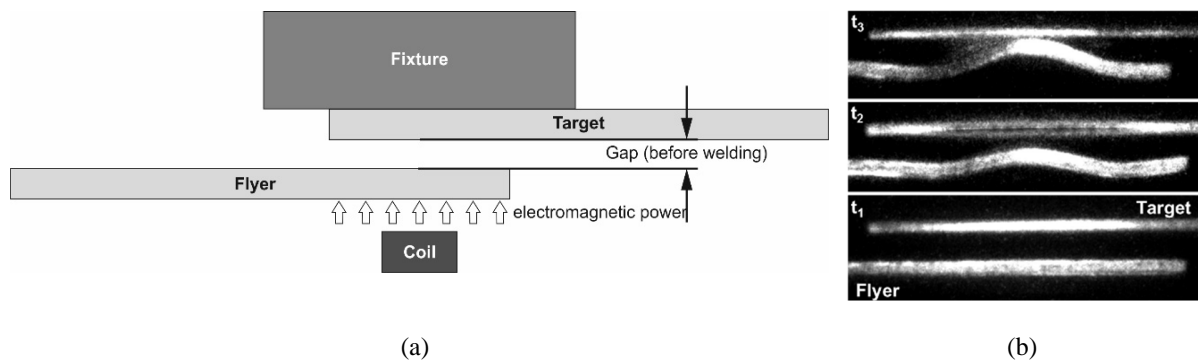 Fixture
Target
Gap (before welding)
Flyer
electromagnetic power
Coil
(a)
t3
t2
t1
Target
Flyer
(b)